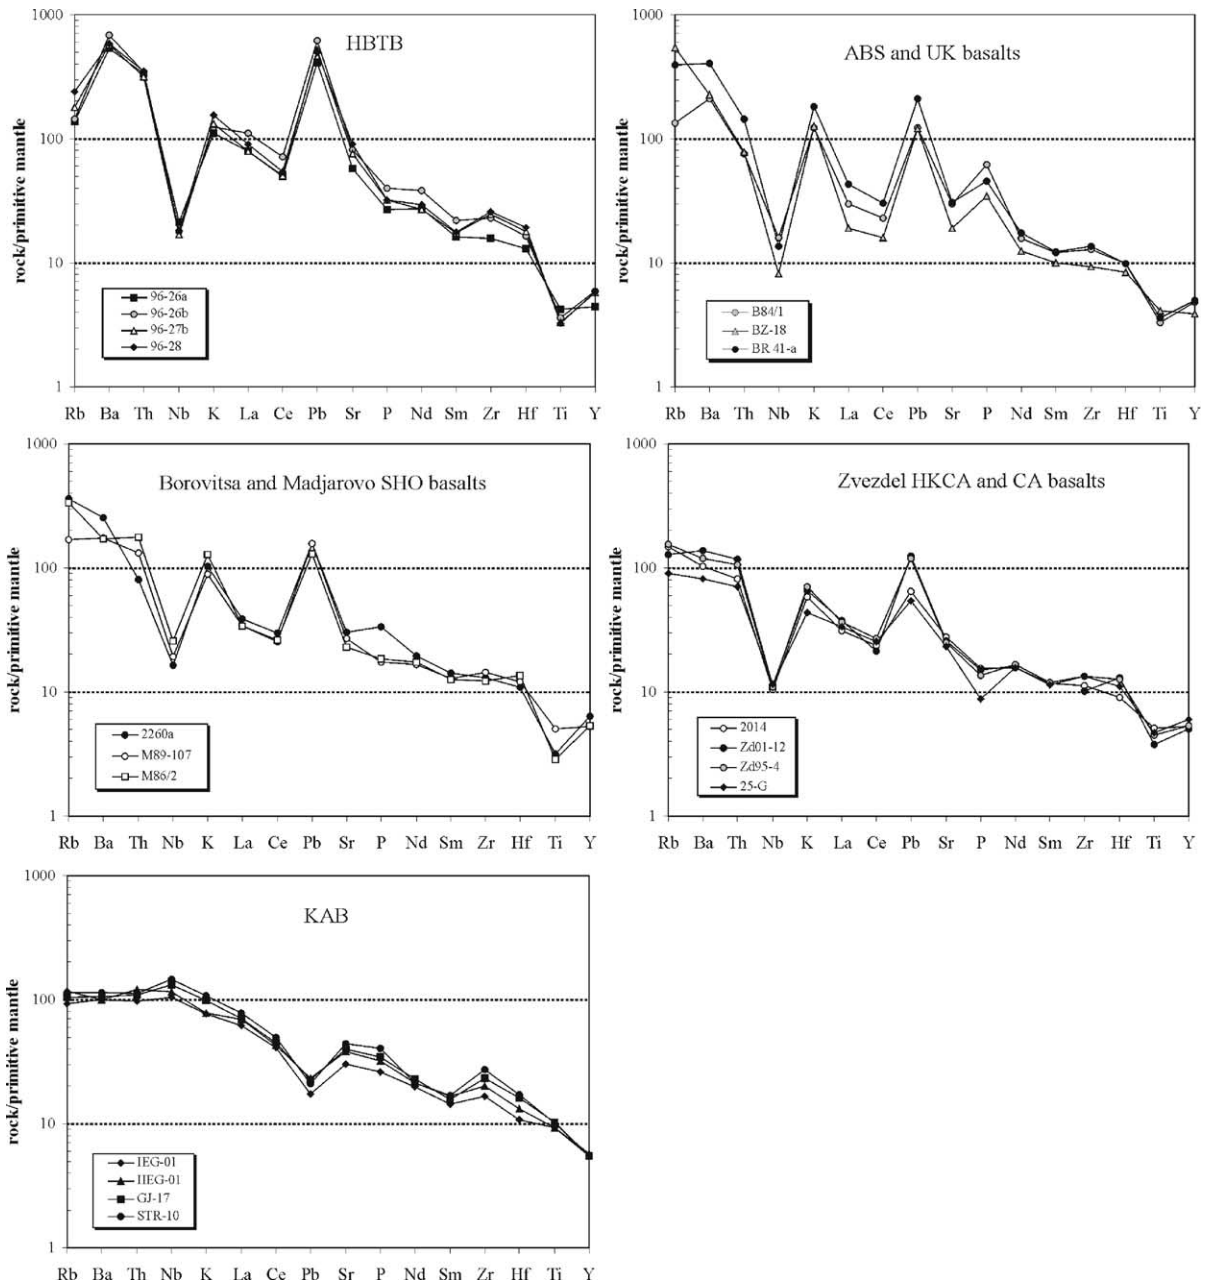 HBTB
rock/primitive mantle
1000
100
10
1
96-26a
96-26b
96-27b
96-28
Rb Ba Th Nb K La Ce Pb Sr P Nd Sm Zr Hf Ti Y
ABS and UK basalts
rock/primitive mantle
1000
100
10
1
B84/1
BZ-18
BR 41-a
Rb Ba Th Nb K La Ce Pb Sr P Nd Sm Zr Hf Ti Y
Borovitsa and Madjarovo SHO basalts
rock/primitive mantle
1000
100
10
1
2260a
M89-107
M86/2
Rb Ba Th Nb K La Ce Pb Sr P Nd Sm Zr Hf Ti Y
Zvezdel HKCA and CA basalts
rock/primitive mantle
1000
100
10
1
2014
Zd01-12
Zd95-4
25-G
Rb Ba Th Nb K La Ce Pb Sr P Nd Sm Zr Hf Ti Y
KAB
rock/primitive mantle
1000
100
10
1
IEG-01
IIEG-01
GJ-17
STR-10
Rb Ba Th Nb K La Ce Pb Sr P Nd Sm Zr Hf Ti Y